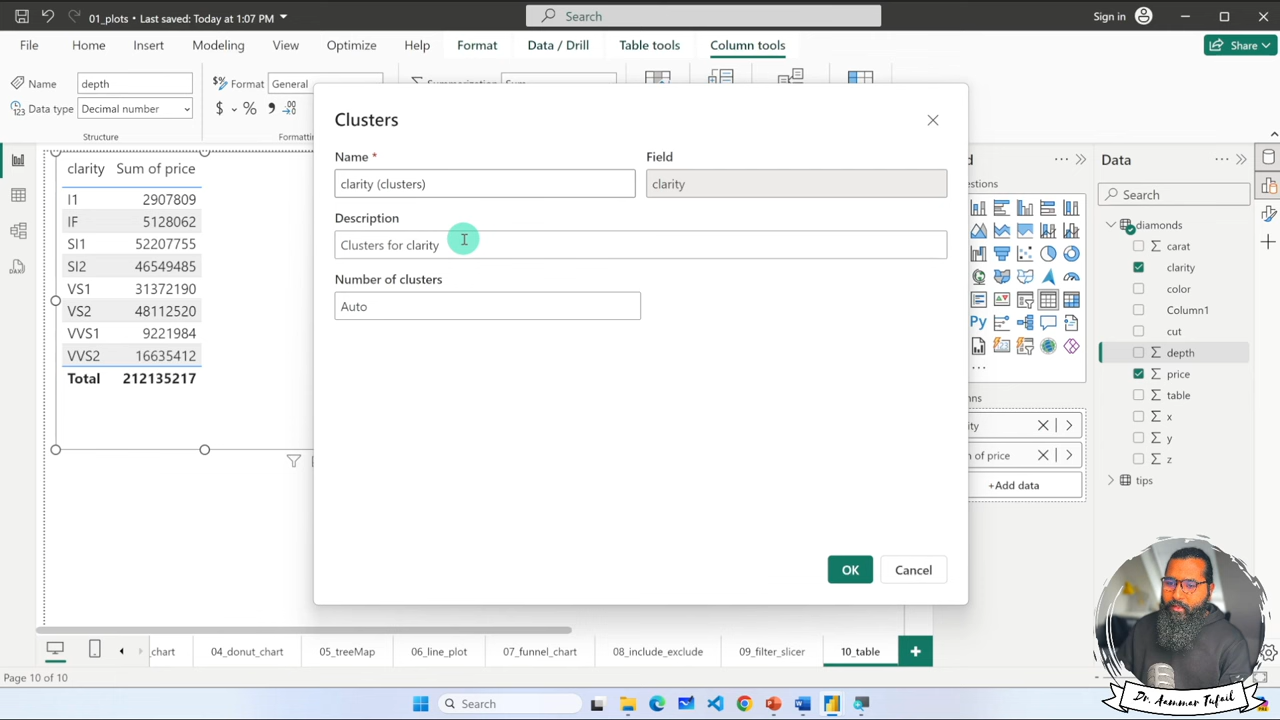 01_plots • Last saved: Today at 1:07 PM
Search
Sign in
File Home Insert Modeling View Optimize Help Format Data / Drill Table tools Column tools
Share
Name depth
Format General
Data type Decimal number
$ %
Structure
Clusters
Name *
Field
clarity (clusters)
clarity
Description
Clusters for clarity
Number of clusters
Auto
OK
Cancel
clarity Sum of price
I1 2907809
IF 5128062
SI1 52207755
SI2 46549485
VS1 31372190
VS2 48112520
VVS1 9221984
VVS2 16635412
Total 212135217
Py
+Add data
Data
Search
diamonds
carat
clarity
color
Column1
cut
depth
price
table
x
y
z
tips
04_donut_chart 05_treeMap 06_line_plot 07_funnel_chart 08_include_exclude 09_filter_slicer 10_table
Page 10 of 10
Search
Dr. Aammar Tufail